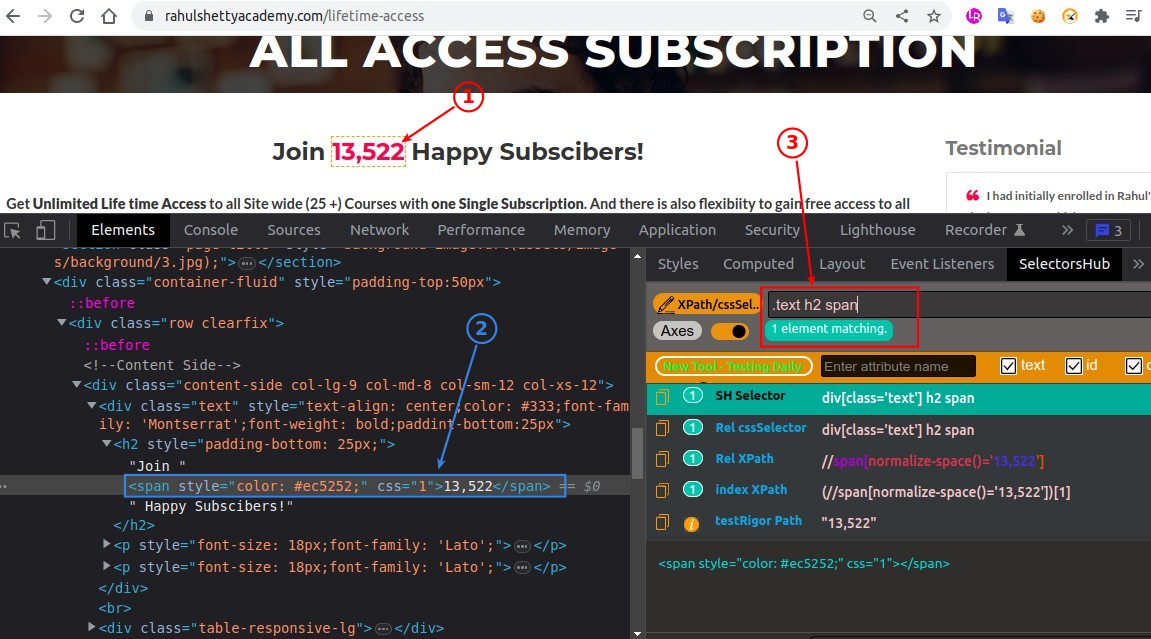 rahulshettyacademy.com/lifetime-access
ALL ACCESS SUBSCRIPTION
1
Join 13,522 Happy Subscibers!
3
Testimonial
Get Unlimited Life time Access to all Site wide (25 +) Courses with one Single Subscription. And there is also flexibiity to gain free access to all
❝ I had initially enrolled in Rahul'
Elements Console Sources Network Performance Memory Application Security Lighthouse Recorder » 3
s/background/3.jpg);">…</section>
▼<div class="container-fluid" style="padding-top:50px">
::before
▼<div class="row clearfix">
::before
<!--Content Side-->
▼<div class="content-side col-lg-9 col-md-8 col-sm-12 col-xs-12">
▼<div class="text" style="text-align: center;color: #333;font-fam
ily: 'Montserrat';font-weight: bold;paddint-bottom:25px">
▼<h2 style="padding-bottom: 25px;">
"Join "
<span style="color: #ec5252;" css="1">13,522</span> == $0
" Happy Subscibers!"
</h2>
▶<p style="font-size: 18px;font-family: 'Lato';">…</p>
▶<p style="font-size: 18px;font-family: 'Lato';">…</p>
</div>
<br>
▶<div class="table-responsive-lg">…</div>
2
Styles Computed Layout Event Listeners SelectorsHub »
XPath/cssSel.. .text h2 span
Axes 1 element matching.
New Tool - Testing Daily Enter attribute name text id
1 SH Selector div[class='text'] h2 span
1 Rel cssSelector div[class='text'] h2 span
1 Rel XPath //span[normalize-space()='13,522']
1 index XPath (//span[normalize-space()='13,522'])[1]
i testRigor Path "13,522"
<span style="color: #ec5252;" css="1"></span>